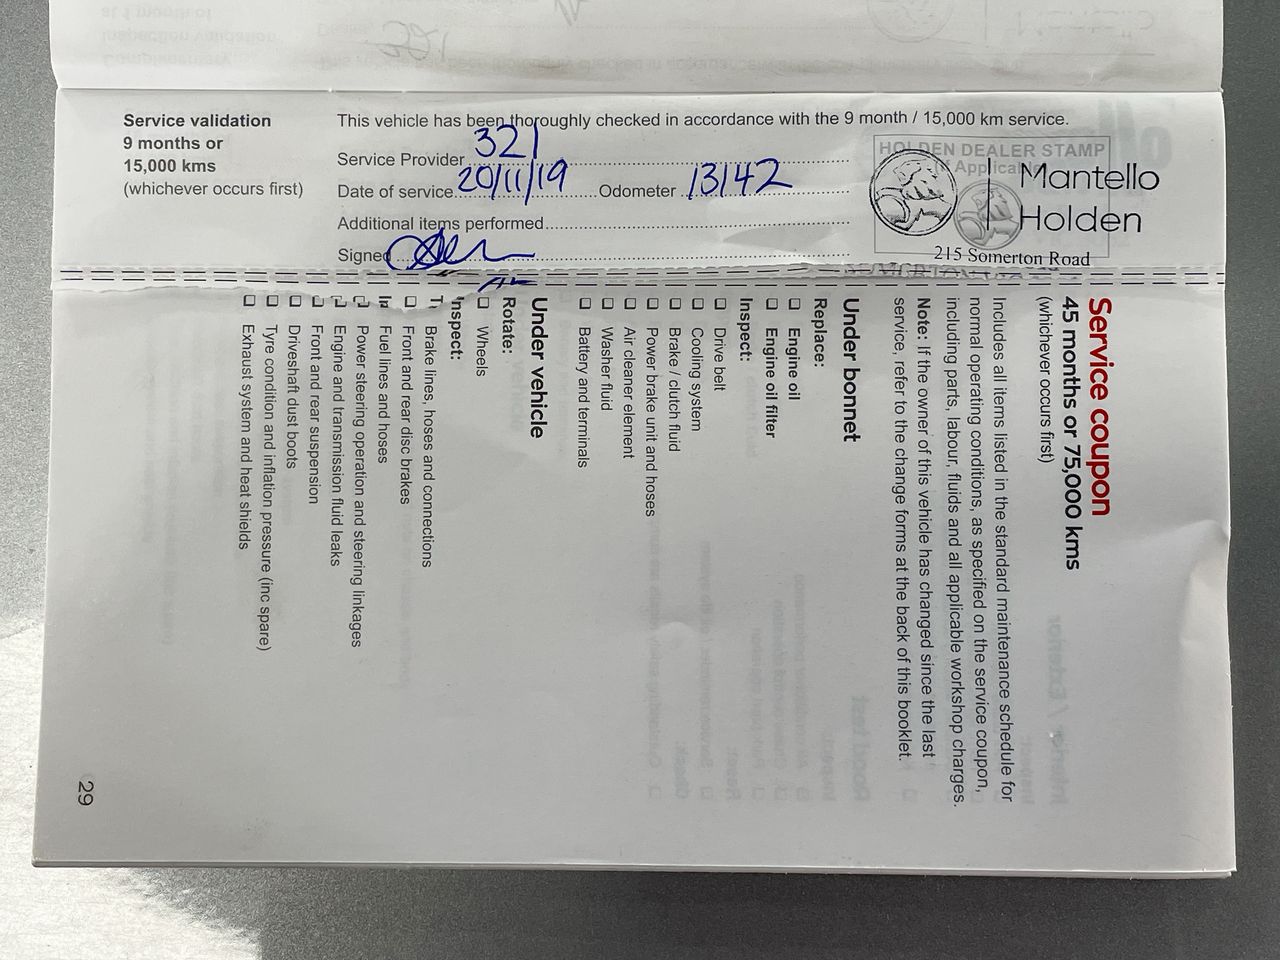 Service validation
9 months or
15,000 kms
(whichever occurs first)
This vehicle has been thoroughly checked in accordance with the 9 month / 15,000 km service.
Service Provider 321
Date of service 20/11/19 Odometer 13142
Additional items performed
Signed
HOLDEN DEALER STAMP
(If Applicable)
Mantello
Holden
215 Somerton Road
Service coupon
45 months or 75,000 kms
(whichever occurs first)
Includes all items listed in the standard maintenance schedule for
normal operating conditions, as specified on the service coupon,
including parts, labour, fluids and all applicable workshop charges.
Note: If the owner of this vehicle has changed since the last
service, refer to the change forms at the back of this booklet.
Under bonnet
Replace:
Engine oil
Engine oil filter
Inspect:
Drive belt
Cooling system
Brake / clutch fluid
Power brake unit and hoses
Air cleaner element
Washer fluid
Battery and terminals
Under vehicle
Rotate:
Wheels
Inspect:
Brake lines, hoses and connections
Front and rear disc brakes
Fuel lines and hoses
Power steering operation and steering linkages
Engine and transmission fluid leaks
Front and rear suspension
Driveshaft dust boots
Tyre condition and inflation pressure (inc spare)
Exhaust system and heat shields
29